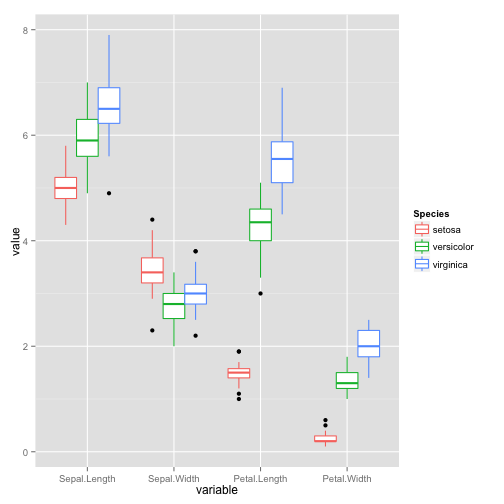 8
6
4
2
0
value
Sepal.Length Sepal.Width Petal.Length Petal.Width
variable
Species
setosa
versicolor
virginica